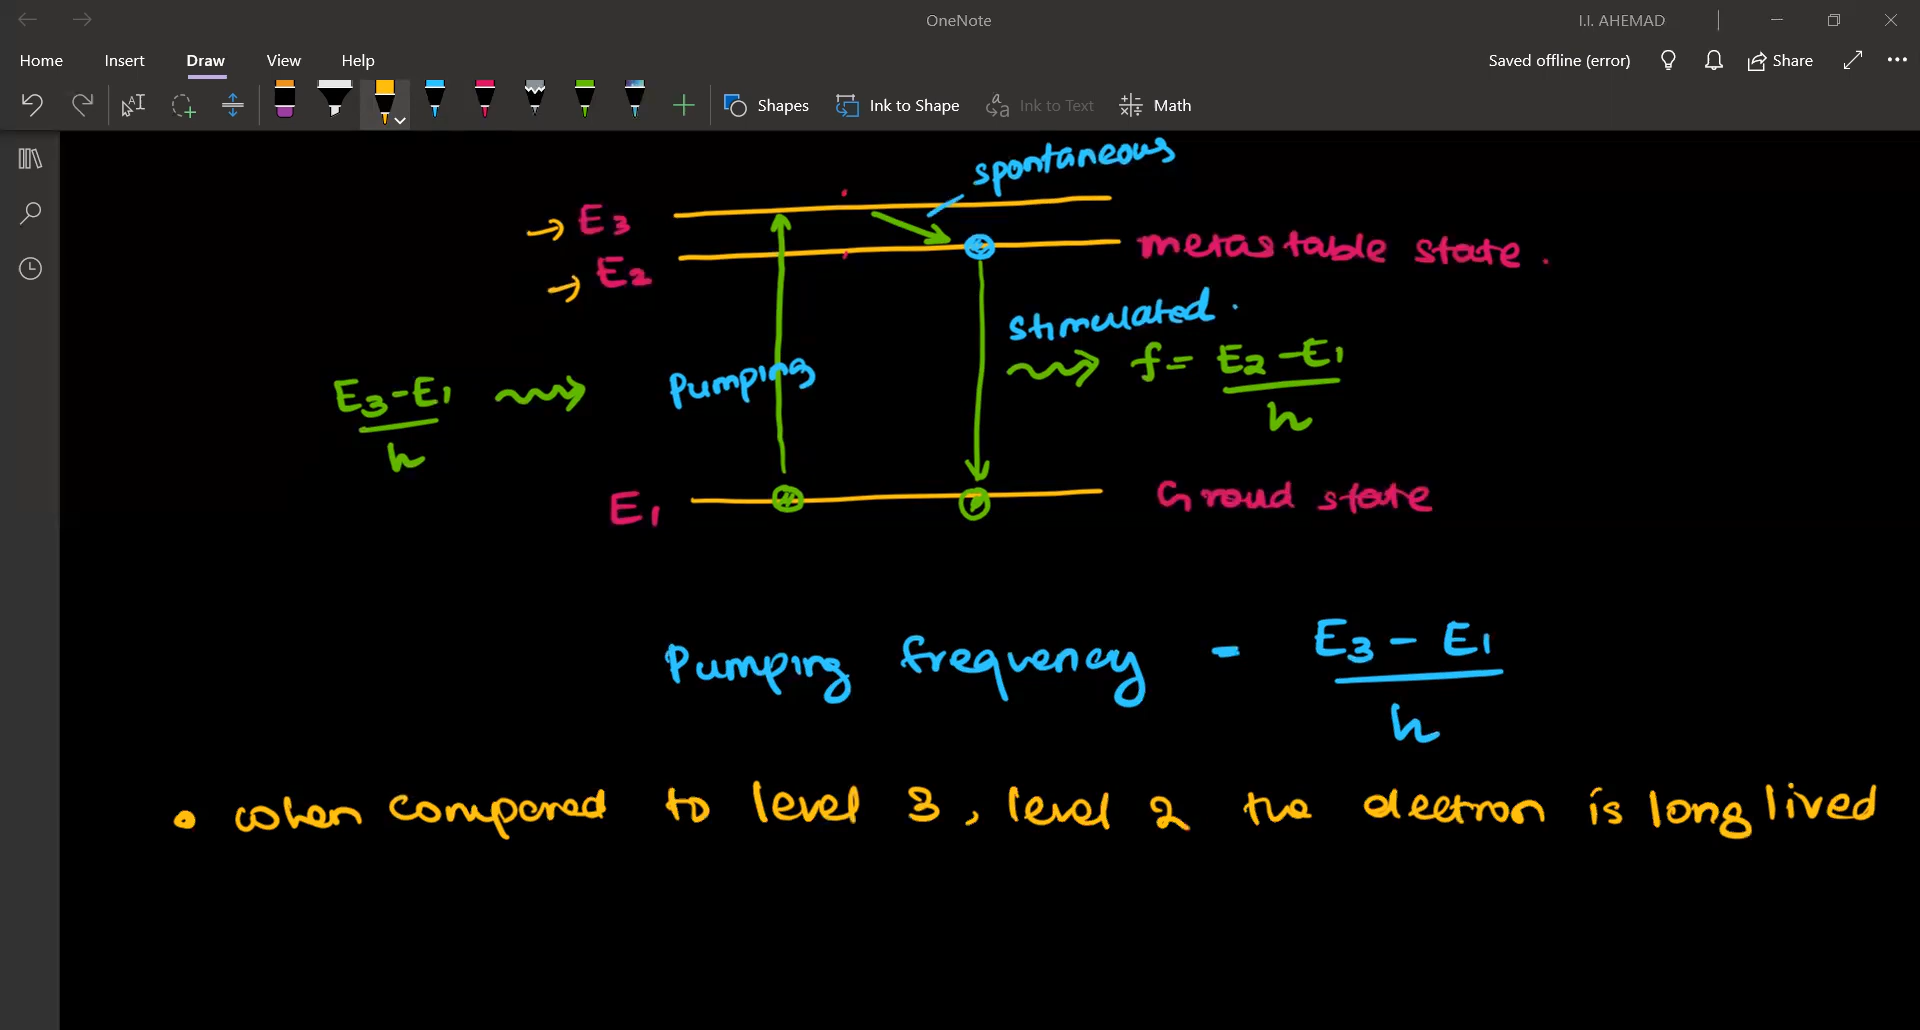 OneNote
I.I. AHEMAD
Home Insert Draw View Help
Saved offline (error) Share
Shapes Ink to Shape Ink to Text Math
spontaneous
→ E3
metastable state.
→ E2
stimulated.
f = E2 - E1 / h
Pumping
E3 - E1 / h
E1
Groud state
Pumping frequency - E3 - E1 / h
• when compared to level 3, level 2 the electron is long lived